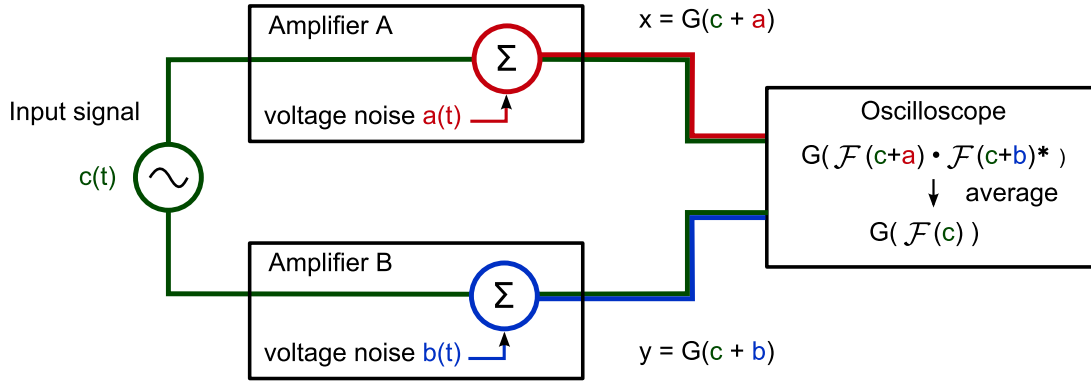 Amplifier A
x = G(c + a)
Σ
voltage noise a(t)
Input signal
c(t)
Oscilloscope
G( ℱ(c+a) • ℱ(c+b)* )
average
G( ℱ(c) )
Amplifier B
Σ
voltage noise b(t)
y = G(c + b)